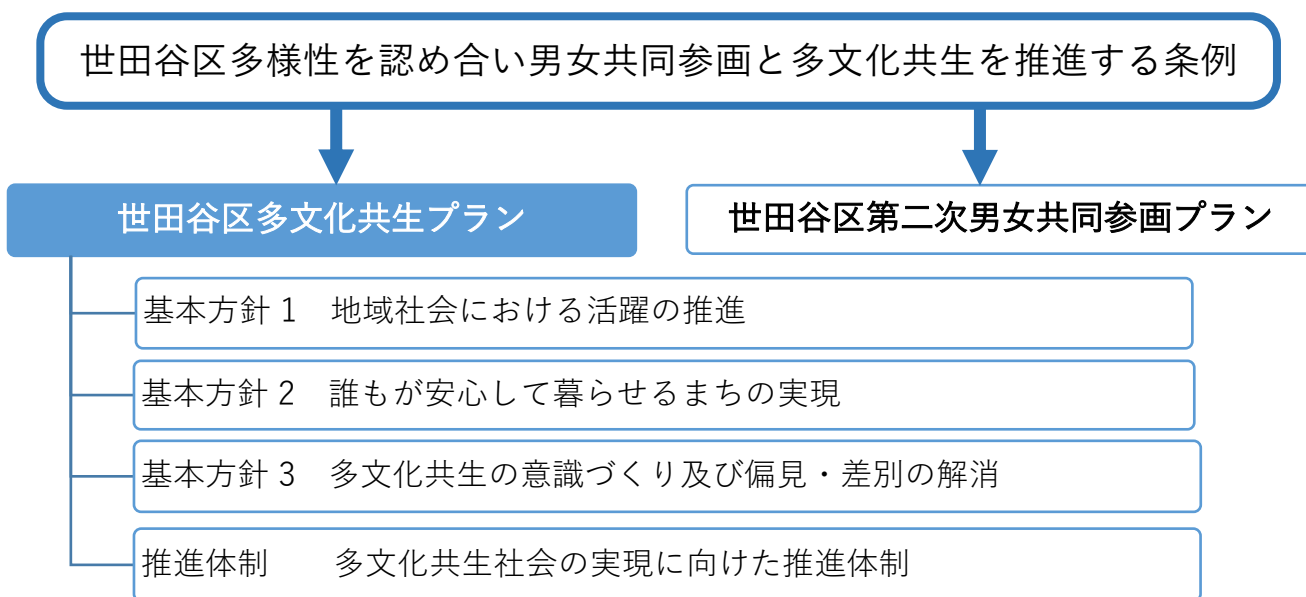 世田谷区多様性を認め合い男女共同参画と多文化共生を推進する条例
世田谷区多文化共生プラン
世田谷区第二次男女共同参画プラン
基本方針1　地域社会における活躍の推進
基本方針2　誰もが安心して暮らせるまちの実現
基本方針3　多文化共生の意識づくり及び偏見・差別の解消
推進体制　　多文化共生社会の実現に向けた推進体制